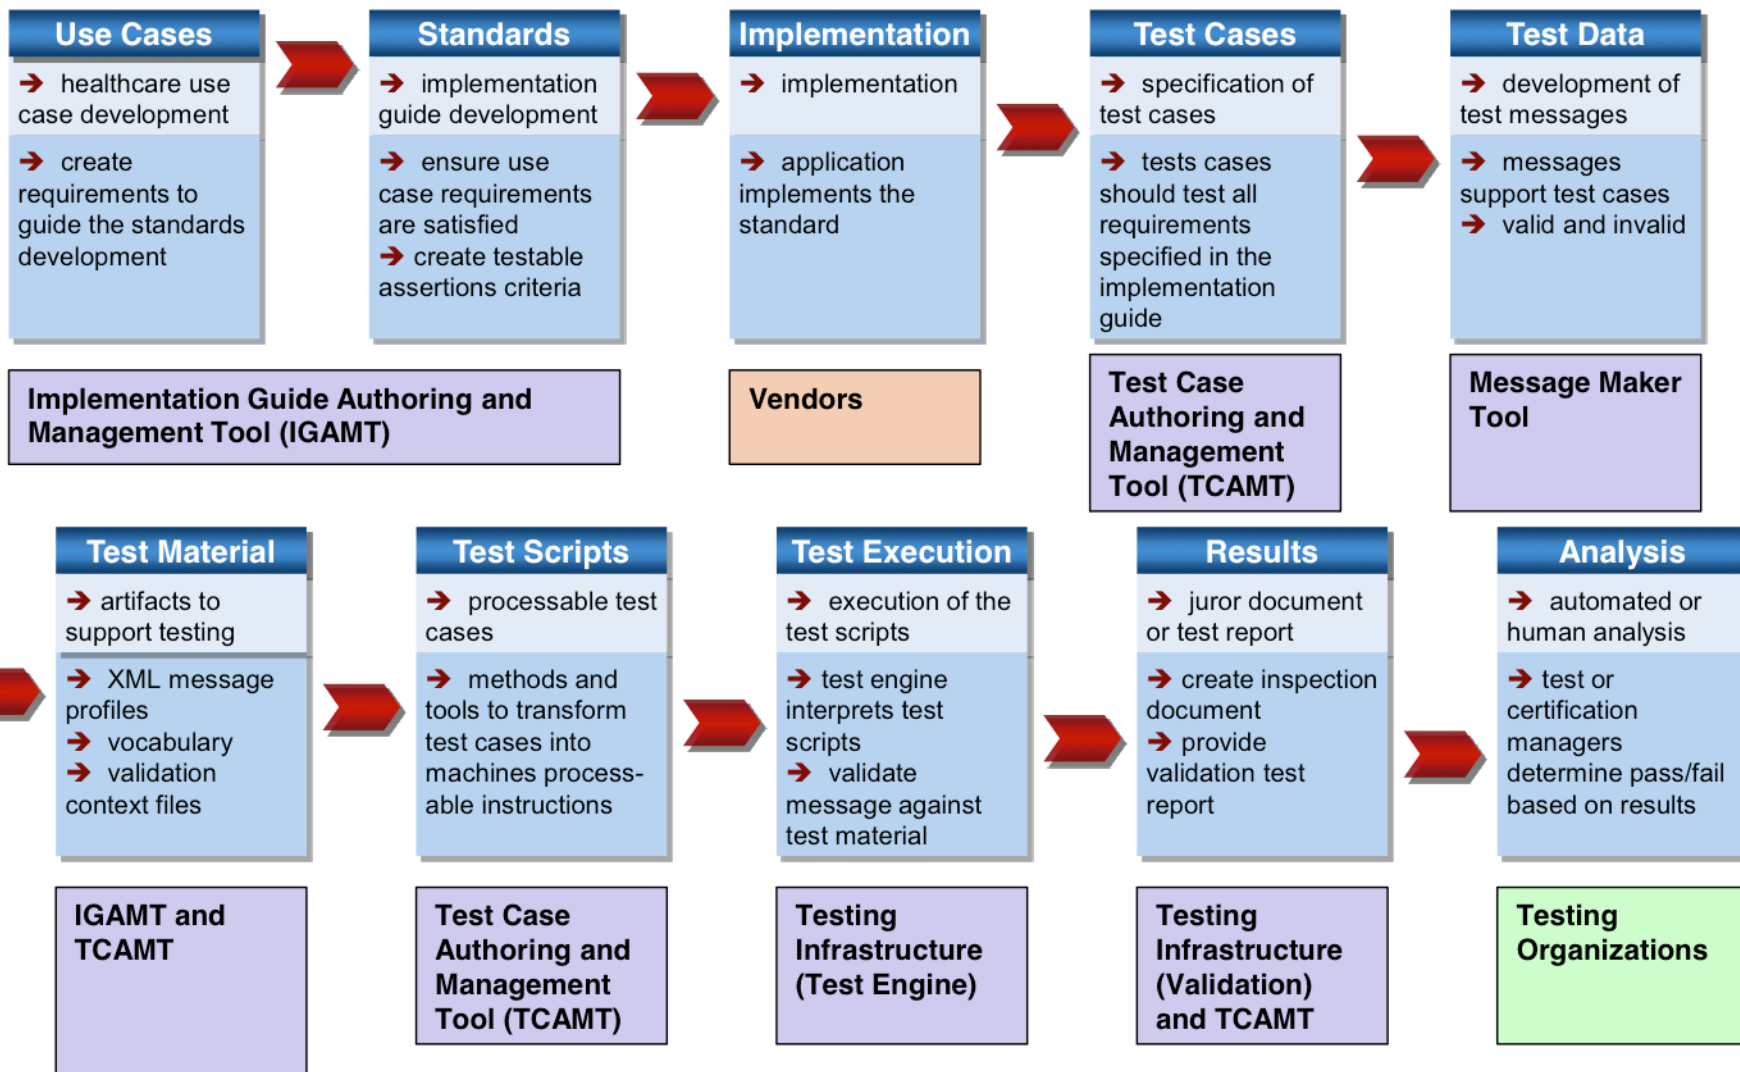 Use Cases
➔ healthcare use
case development
➔ create
requirements to
guide the standards
development
Standards
➔ implementation
guide development
➔ ensure use
case requirements
are satisfied
➔ create testable
assertions criteria
Implementation
➔ implementation
➔ application
implements the
standard
Test Cases
➔ specification of
test cases
➔ tests cases
should test all
requirements
specified in the
implementation
guide
Test Data
➔ development of
test messages
➔ messages
support test cases
➔ valid and invalid
Implementation Guide Authoring and
Management Tool (IGAMT)
Vendors
Test Case
Authoring and
Management
Tool (TCAMT)
Message Maker
Tool
Test Material
➔ artifacts to
support testing
➔ XML message
profiles
➔ vocabulary
➔ validation
context files
Test Scripts
➔ processable test
cases
➔ methods and
tools to transform
test cases into
machines process-
able instructions
Test Execution
➔ execution of the
test scripts
➔ test engine
interprets test
scripts
➔ validate
message against
test material
Results
➔ juror document
or test report
➔ create inspection
document
➔ provide
validation test
report
Analysis
➔ automated or
human analysis
➔ test or
certification
managers
determine pass/fail
based on results
IGAMT and
TCAMT
Test Case
Authoring and
Management
Tool (TCAMT)
Testing
Infrastructure
(Test Engine)
Testing
Infrastructure
(Validation)
and TCAMT
Testing
Organizations